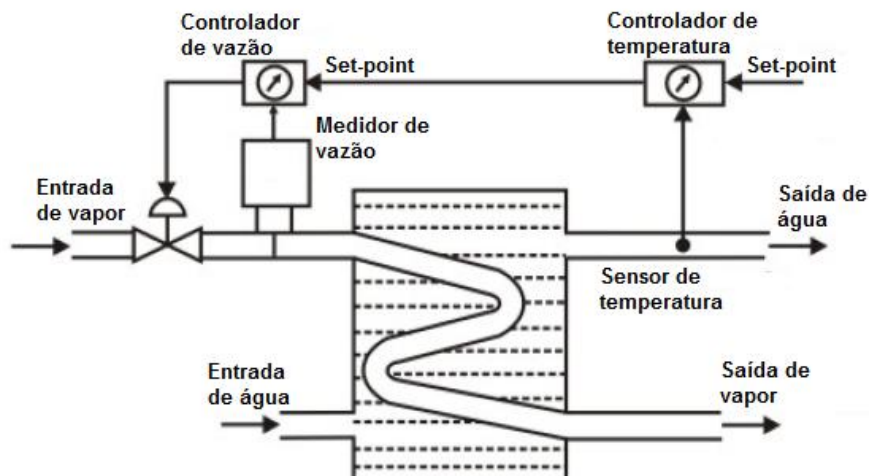 Controlador
de vazão
Controlador de
temperatura
Set-point
Set-point
Medidor de
vazão
Entrada
de vapor
Saída de
água
Sensor de
temperatura
Entrada
de água
Saída de
vapor